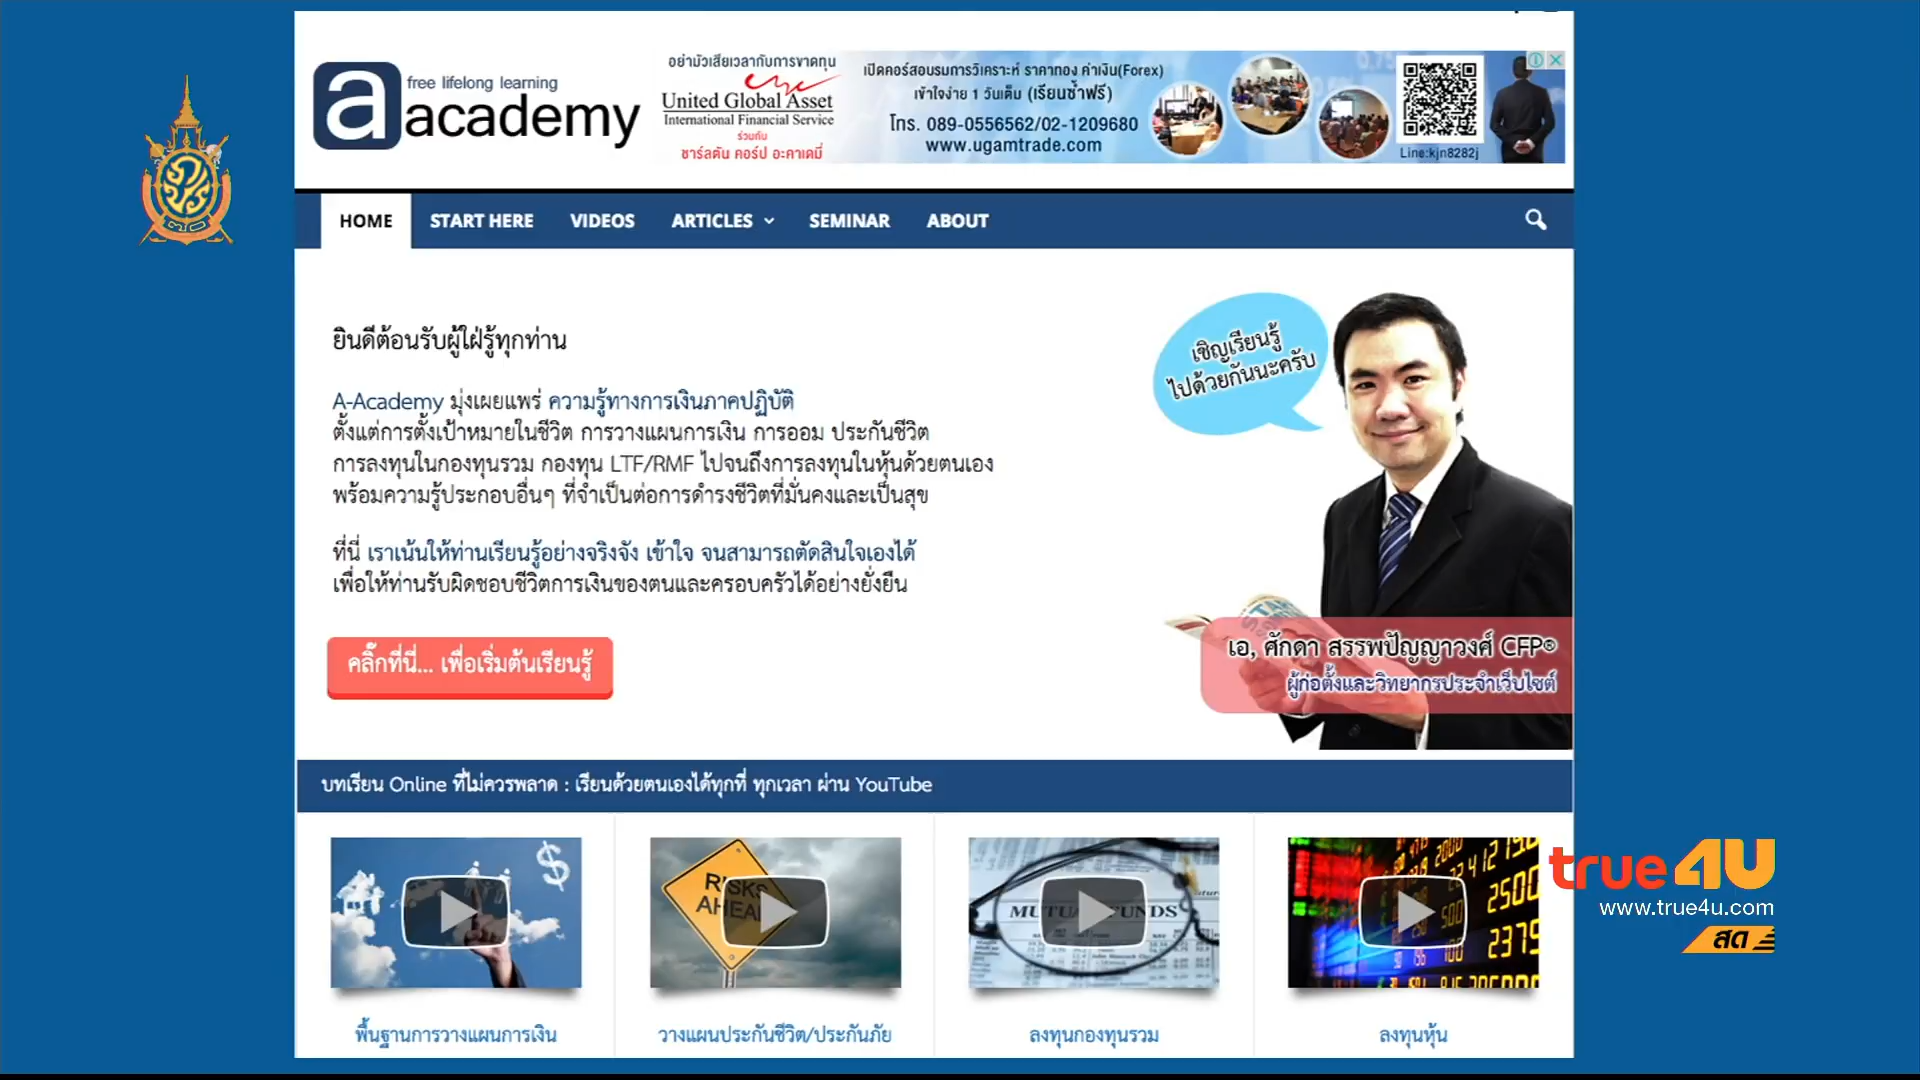 a
free lifelong learning
academy
อย่ามัวเสียเวลากับการขาดทุน
United Global Asset
International Financial Service
ร่วมกับ
ชาร์ลตัน คอร์ป อะคาเดมี่
เปิดคอร์สอบรมการวิเคราะห์ ราคาทอง ค่าเงิน(Forex)
เข้าใจง่าย 1 วันเต็ม (เรียนซ้ำฟรี)
โทร. 089-0556562/02-1209680
www.ugamtrade.com
Line:kjn8282j
HOME START HERE VIDEOS ARTICLES SEMINAR ABOUT
ยินดีต้อนรับผู้ใฝ่รู้ทุกท่าน
A-Academy มุ่งเผยแพร่ ความรู้ทางการเงินภาคปฏิบัติ
ตั้งแต่การตั้งเป้าหมายในชีวิต การวางแผนการเงิน การออม ประกันชีวิต
การลงทุนในกองทุนรวม กองทุน LTF/RMF ไปจนถึงการลงทุนในหุ้นด้วยตนเอง
พร้อมความรู้ประกอบอื่นๆ ที่จำเป็นต่อการดำรงชีวิตที่มั่นคงและเป็นสุข
ที่นี่ เราเน้นให้ท่านเรียนรู้อย่างจริงจัง เข้าใจ จนสามารถตัดสินใจเองได้
เพื่อให้ท่านรับผิดชอบชีวิตการเงินของตนและครอบครัวได้อย่างยั่งยืน
คลิ๊กที่นี่... เพื่อเริ่มต้นเรียนรู้
เชิญเรียนรู้
ไปด้วยกันนะครับ
เอ, ศักดา สรรพปัญญาวงศ์ CFP®
ผู้ก่อตั้งและวิทยากรประจำเว็บไซต์
บทเรียน Online ที่ไม่ควรพลาด : เรียนด้วยตนเองได้ทุกที่ ทุกเวลา ผ่าน YouTube
RISKS
AHEAD
MUTUAL FUNDS
2500
2379
พื้นฐานการวางแผนการเงิน
วางแผนประกันชีวิต/ประกันภัย
ลงทุนกองทุนรวม
ลงทุนหุ้น
true4U
www.true4u.com
สด